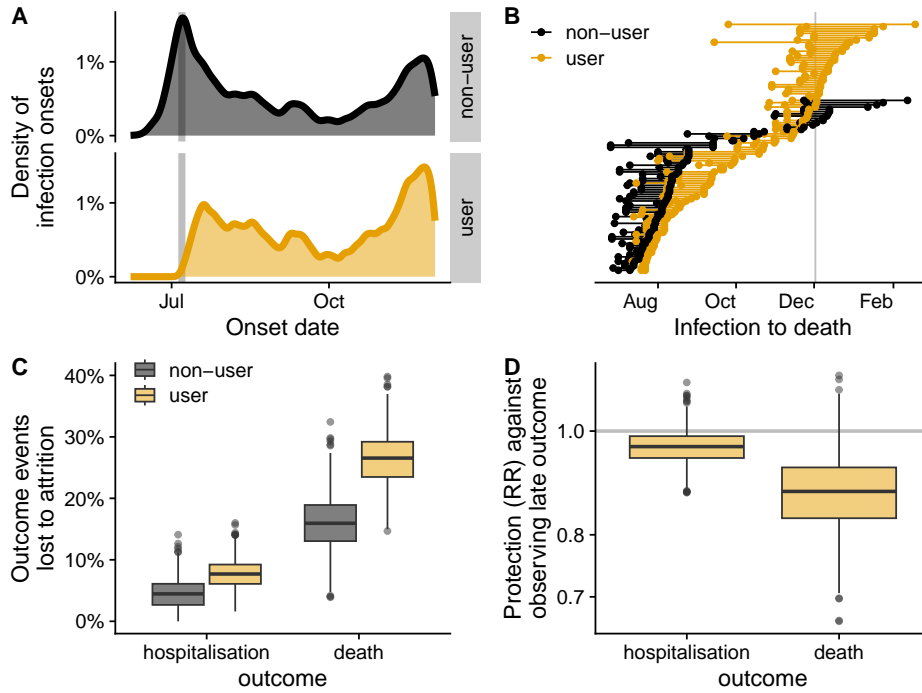 A
Density of
infection onsets
1%
0%
non−user
1%
0%
user
Jul
Oct
Onset date
B
non−user
user
Aug
Oct
Dec
Feb
Infection to death
C
non−user
user
Outcome events
lost to attrition
40%
30%
20%
10%
0%
hospitalisation
death
outcome
D
Protection (RR) against
observing late outcome
1.0
0.8
0.7
hospitalisation
death
outcome